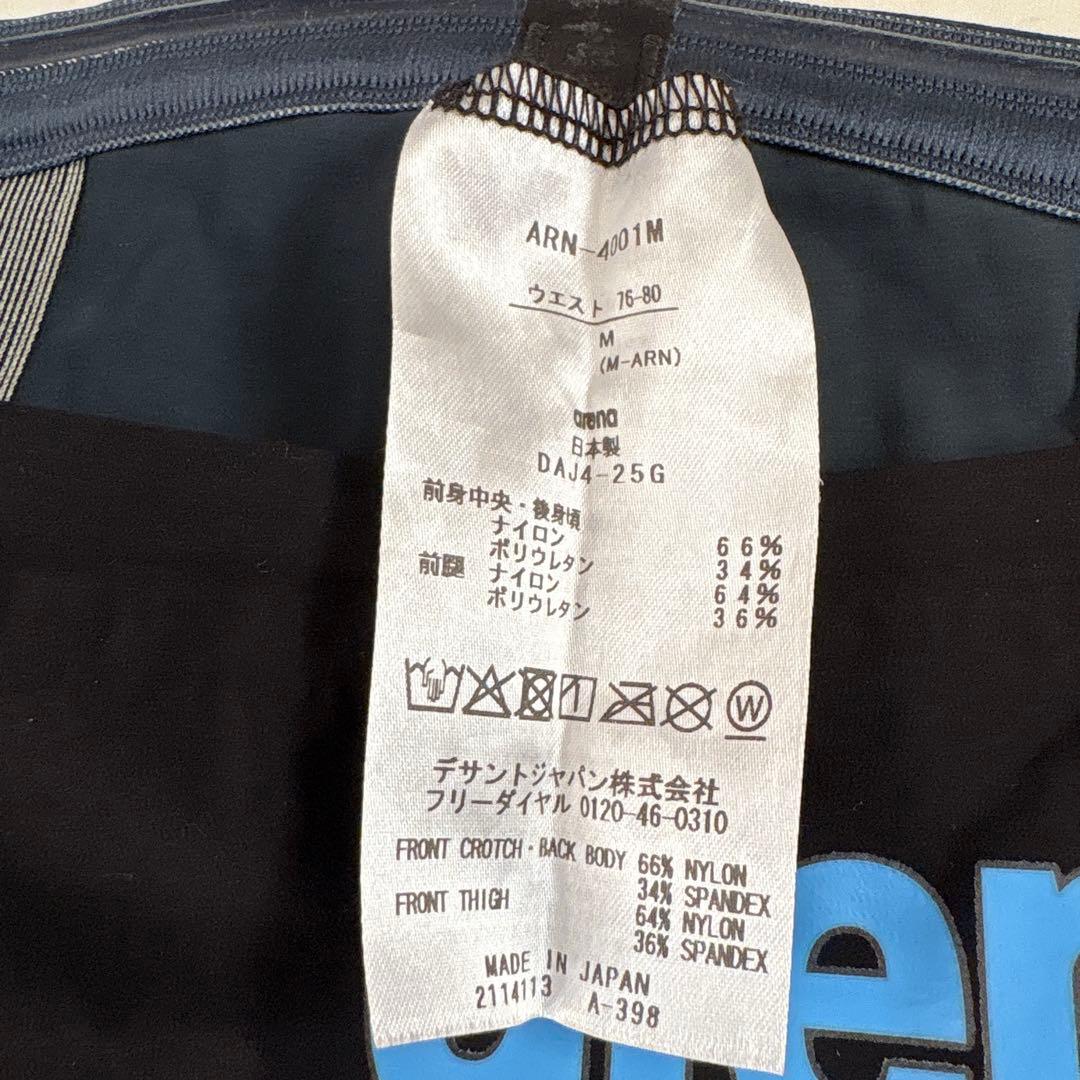 ARN-4001M
ウエスト 76-80
M
(M-ARN)
arena
日本製
DAJ4-25G
前身中央・後身頃
ナイロン 66%
ポリウレタン 34%
前腿 ナイロン 64%
ポリウレタン 36%
W
デサントジャパン株式会社
フリーダイヤル 0120-46-0310
FRONT CROTCH・BACK BODY 66% NYLON
34% SPANDEX
FRONT THIGH 64% NYLON
36% SPANDEX
MADE IN JAPAN
2114113 A-398